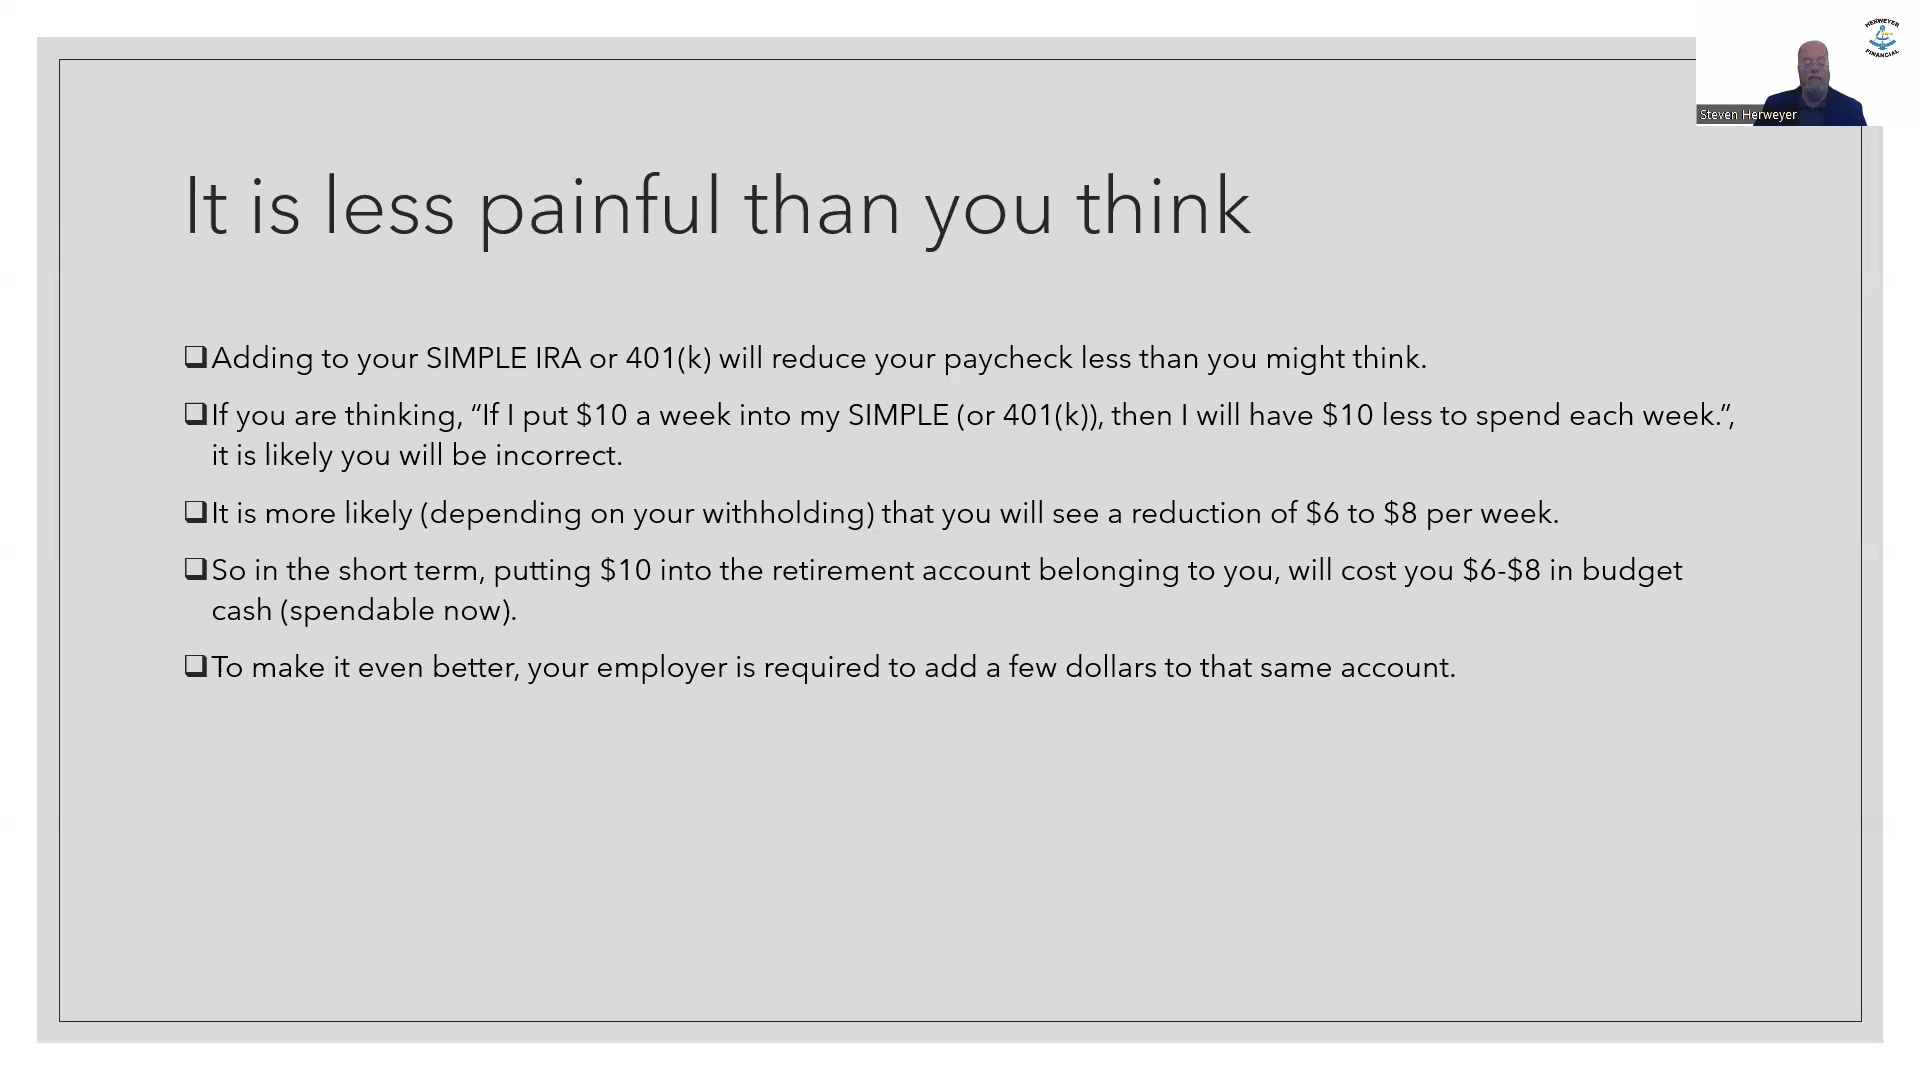 HERWEYER
FINANCIAL
Steven Herweyer
It is less painful than you think
❑Adding to your SIMPLE IRA or 401(k) will reduce your paycheck less than you might think.
❑If you are thinking, “If I put $10 a week into my SIMPLE (or 401(k)), then I will have $10 less to spend each week.”,
it is likely you will be incorrect.
❑It is more likely (depending on your withholding) that you will see a reduction of $6 to $8 per week.
❑So in the short term, putting $10 into the retirement account belonging to you, will cost you $6-$8 in budget
cash (spendable now).
❑To make it even better, your employer is required to add a few dollars to that same account.